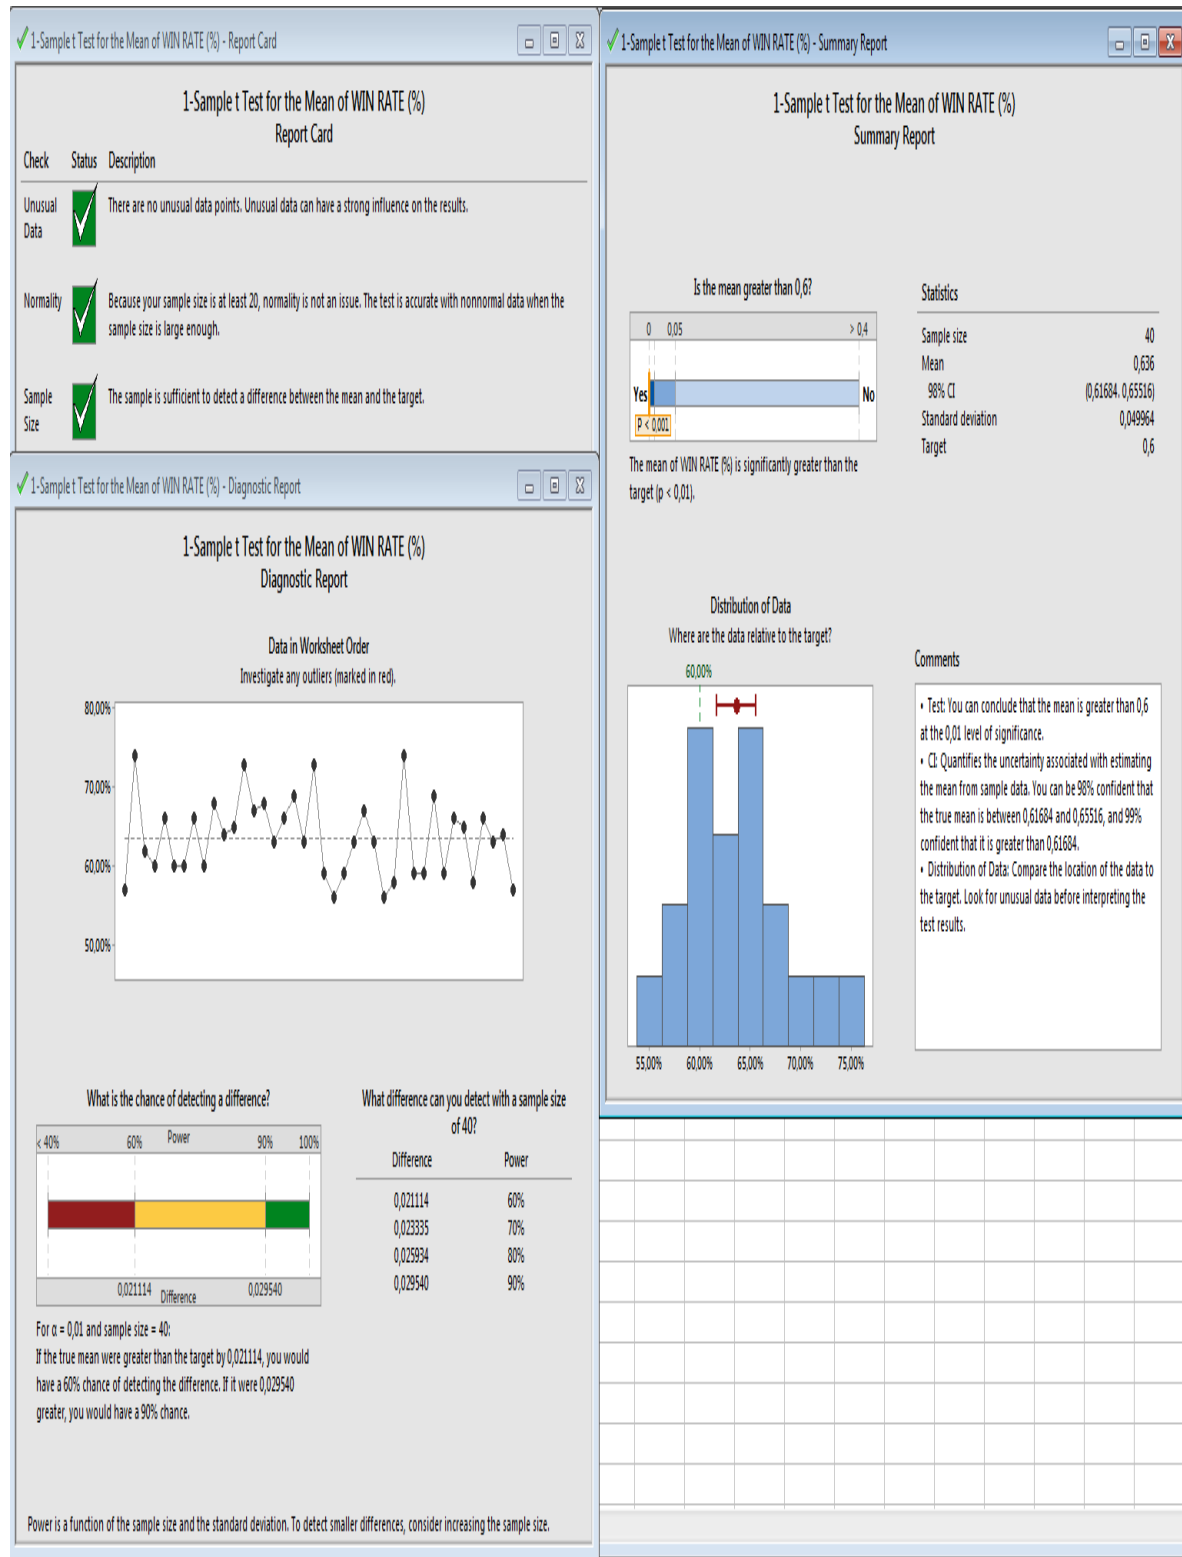 1-Sample t Test for the Mean of WIN RATE (%) - Report Card
1-Sample t Test for the Mean of WIN RATE (%)
Report Card
Check Status Description
Unusual Data
There are no unusual data points. Unusual data can have a strong influence on the results.
Normality
Because your sample size is at least 20, normality is not an issue. The test is accurate with nonnormal data when the
sample size is large enough.
Sample Size
The sample is sufficient to detect a difference between the mean and the target.
1-Sample t Test for the Mean of WIN RATE (%) - Summary Report
1-Sample t Test for the Mean of WIN RATE (%)
Summary Report
Is the mean greater than 0,6?
0 0,05 > 0,4
Yes No
P < 0,001
The mean of WIN RATE (%) is significantly greater than the
target (p < 0,01).
Statistics
Sample size 40
Mean 0,636
98% CI (0,61684. 0,65516)
Standard deviation 0,049964
Target 0,6
Distribution of Data
Where are the data relative to the target?
60,00%
55,00% 60,00% 65,00% 70,00% 75,00%
Comments
• Test: You can conclude that the mean is greater than 0,6
at the 0,01 level of significance.
• CI: Quantifies the uncertainty associated with estimating
the mean from sample data. You can be 98% confident that
the true mean is between 0,61684 and 0,65516, and 99%
confident that it is greater than 0,61684.
• Distribution of Data: Compare the location of the data to
the target. Look for unusual data before interpreting the
test results.
1-Sample t Test for the Mean of WIN RATE (%) - Diagnostic Report
1-Sample t Test for the Mean of WIN RATE (%)
Diagnostic Report
Data in Worksheet Order
Investigate any outliers (marked in red).
80,00%
70,00%
60,00%
50,00%
What is the chance of detecting a difference?
< 40% 60% Power 90% 100%
0,021114 Difference 0,029540
For α = 0,01 and sample size = 40:
If the true mean were greater than the target by 0,021114, you would
have a 60% chance of detecting the difference. If it were 0,029540
greater, you would have a 90% chance.
What difference can you detect with a sample size
of 40?
Difference Power
0,021114 60%
0,023335 70%
0,025934 80%
0,029540 90%
Power is a function of the sample size and the standard deviation. To detect smaller differences, consider increasing the sample size.